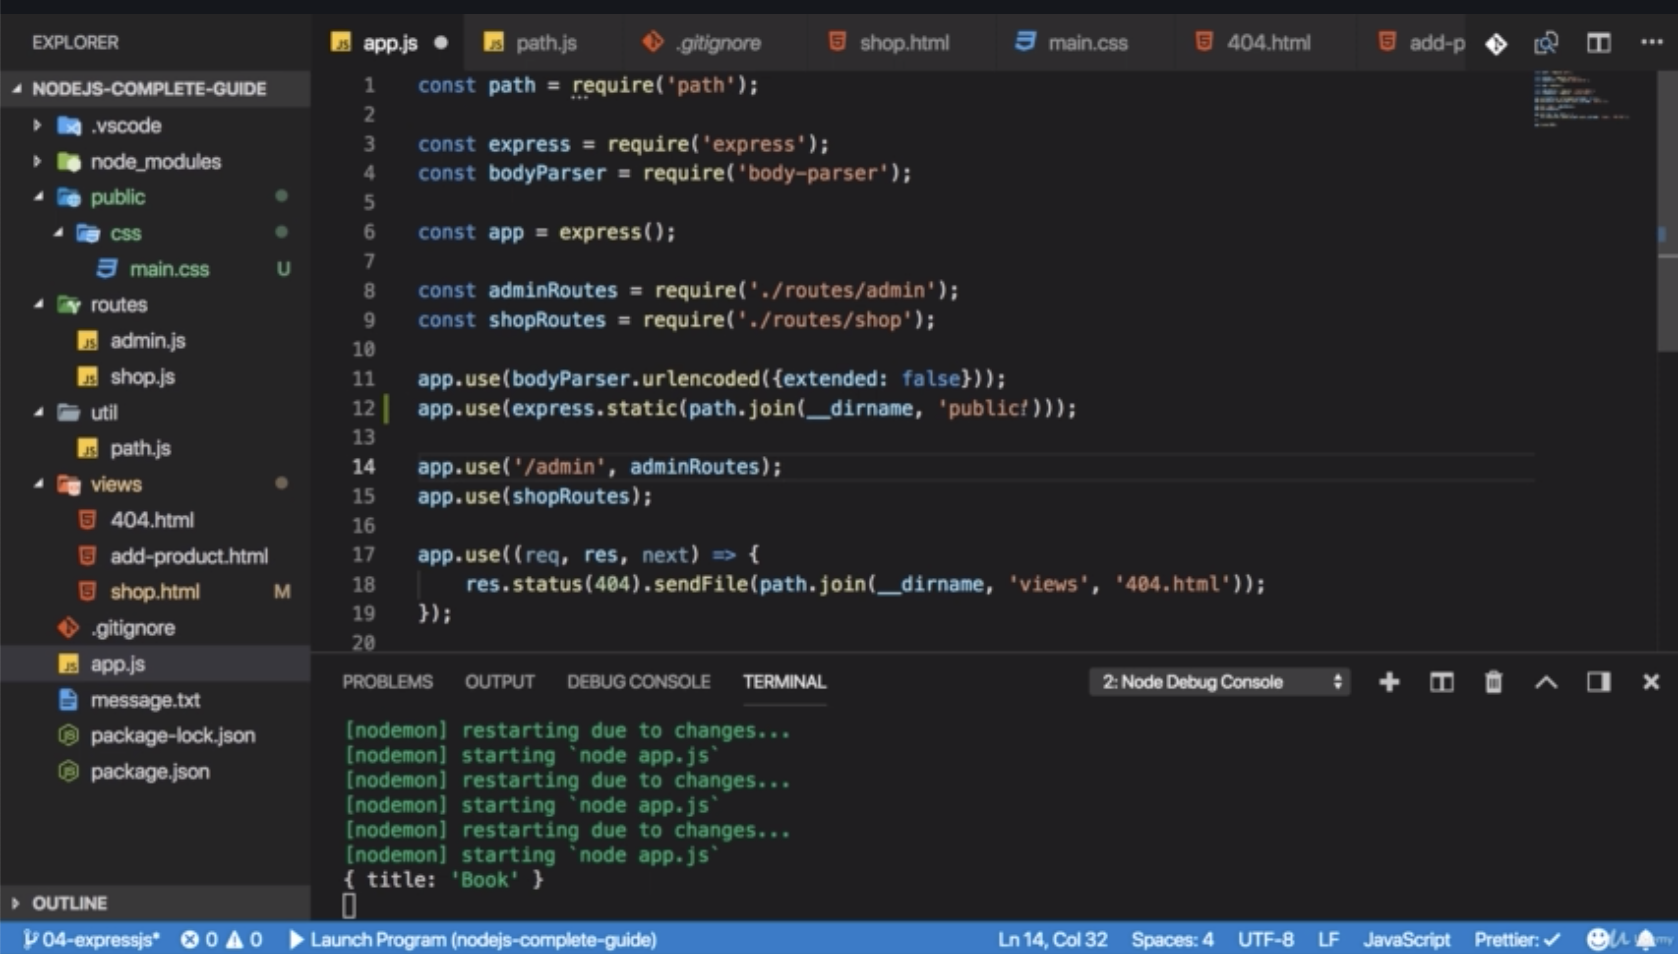 EXPLORER
NODEJS-COMPLETE-GUIDE
.vscode
node_modules
public
css
main.css U
routes
admin.js
shop.js
util
path.js
views
404.html
add-product.html
shop.html M
.gitignore
app.js
message.txt
package-lock.json
package.json
OUTLINE
app.js path.js .gitignore shop.html main.css 404.html add-p
1 const path = require('path');
2
3 const express = require('express');
4 const bodyParser = require('body-parser');
5
6 const app = express();
7
8 const adminRoutes = require('./routes/admin');
9 const shopRoutes = require('./routes/shop');
10
11 app.use(bodyParser.urlencoded({extended: false}));
12 app.use(express.static(path.join(__dirname, 'public')));
13
14 app.use('/admin', adminRoutes);
15 app.use(shopRoutes);
16
17 app.use((req, res, next) => {
18 res.status(404).sendFile(path.join(__dirname, 'views', '404.html'));
19 });
20
PROBLEMS OUTPUT DEBUG CONSOLE TERMINAL 2: Node Debug Console
[nodemon] restarting due to changes...
[nodemon] starting `node app.js`
[nodemon] restarting due to changes...
[nodemon] starting `node app.js`
[nodemon] restarting due to changes...
[nodemon] starting `node app.js`
{ title: 'Book' }
04-expressjs* 0 0 Launch Program (nodejs-complete-guide) Ln 14, Col 32 Spaces: 4 UTF-8 LF JavaScript Prettier: ✓